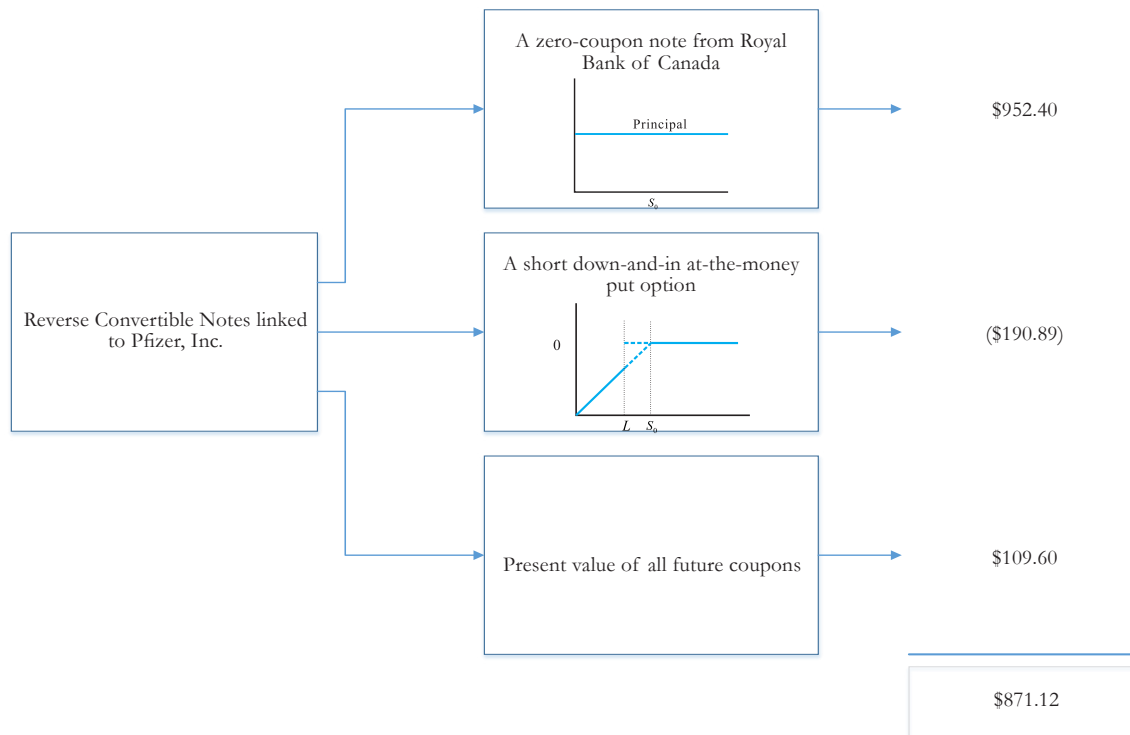 A zero-coupon note from Royal
Bank of Canada
Principal
S₀
$952.40
Reverse Convertible Notes linked
to Pfizer, Inc.
A short down-and-in at-the-money
put option
0
L S₀
($190.89)
Present value of all future coupons
$109.60
$871.12